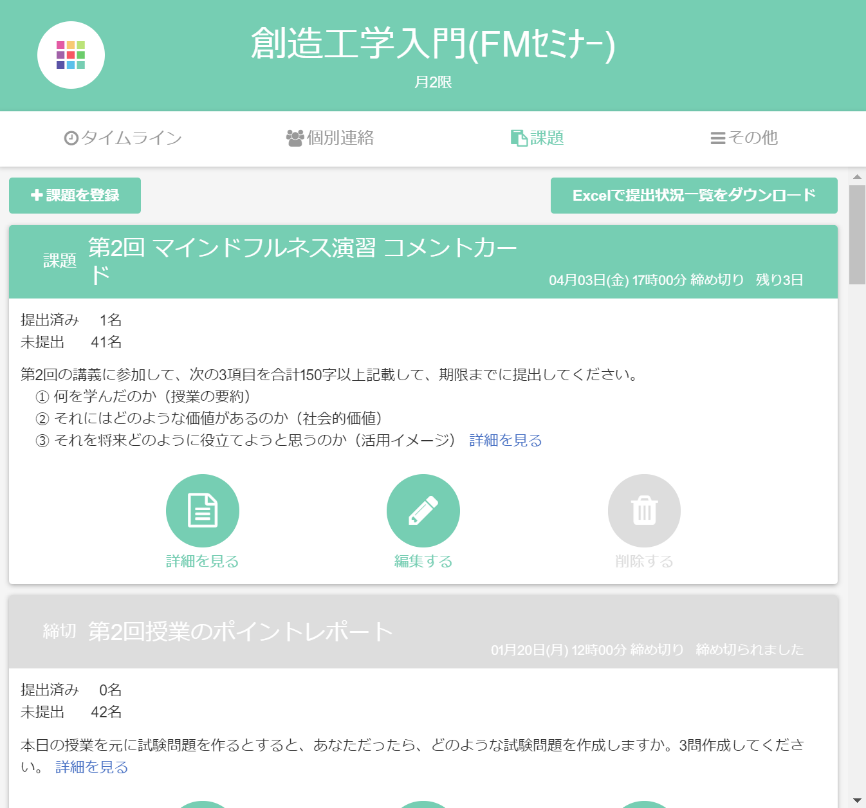 創造工学入門(FMセミナー)
月2限
タイムライン
個別連絡
課題
その他
課題を登録
Excelで提出状況一覧をダウンロード
課題
第2回 マインドフルネス演習 コメントカー
ド
04月03日(金) 17時00分 締め切り 残り3日
提出済み 1名
未提出 41名
第2回の講義に参加して、次の3項目を合計150字以上記載して、期限までに提出してください。
① 何を学んだのか（授業の要約）
② それにはどのような価値があるのか（社会的価値）
③ それを将来どのように役立てようと思うのか（活用イメージ） 詳細を見る
詳細を見る
編集する
削除する
締切
第2回授業のポイントレポート
01月20日(月) 12時00分 締め切り 締め切られました
提出済み 0名
未提出 42名
本日の授業を元に試験問題を作るとすると、あなただったら、どのような試験問題を作成しますか。3問作成してくださ
い。 詳細を見る